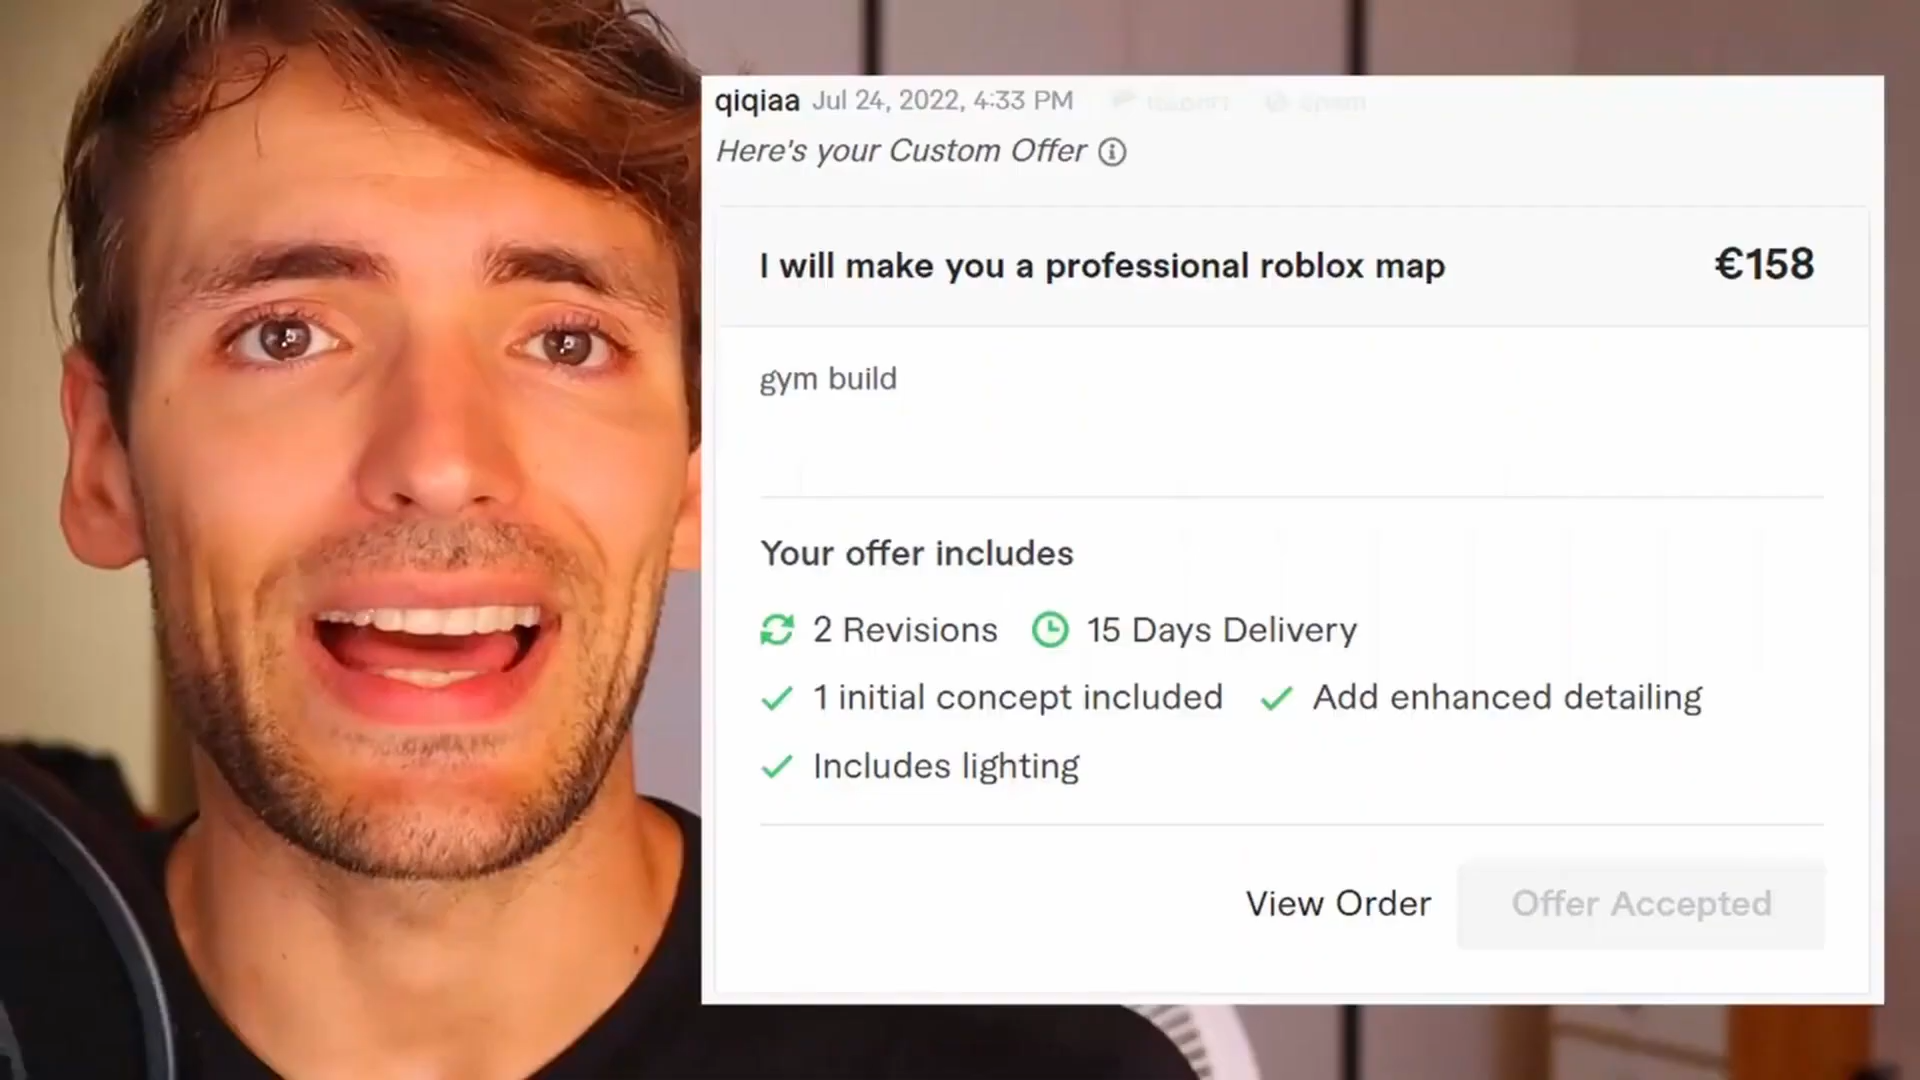 qiqiaa Jul 24, 2022, 4:33 PM
Here's your Custom Offer
I will make you a professional roblox map €158
gym build
Your offer includes
2 Revisions 15 Days Delivery
1 initial concept included Add enhanced detailing
Includes lighting
View Order Offer Accepted